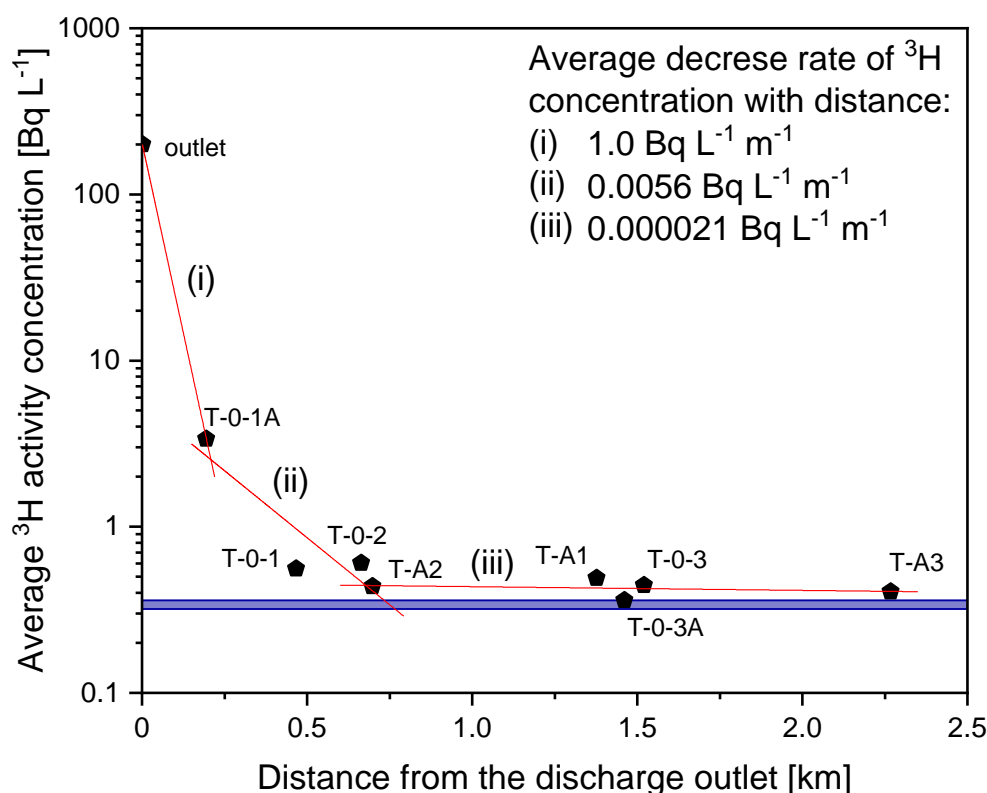 Average decrese rate of ³H
concentration with distance:
(i) 1.0 Bq L⁻¹ m⁻¹
(ii) 0.0056 Bq L⁻¹ m⁻¹
(iii) 0.000021 Bq L⁻¹ m⁻¹
Average ³H activity concentration [Bq L⁻¹]
1000
100
10
1
0.1
outlet
(i)
T-0-1A
(ii)
T-0-1
T-0-2
T-A2
(iii)
T-A1
T-0-3
T-0-3A
T-A3
0
0.5
1.0
1.5
2.0
2.5
Distance from the discharge outlet [km]